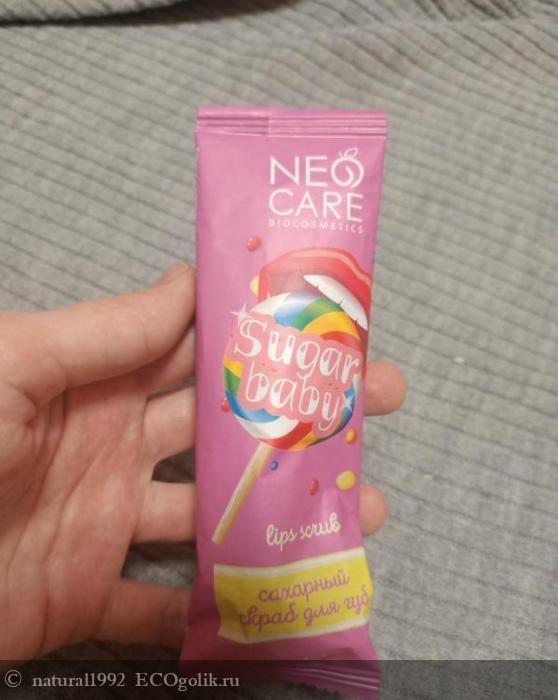 NEO
CARE
BIOCOSMETICS
Sugar
baby
lips scrub
сахарный
скраб для губ
© natural1992 ECOgolik.ru